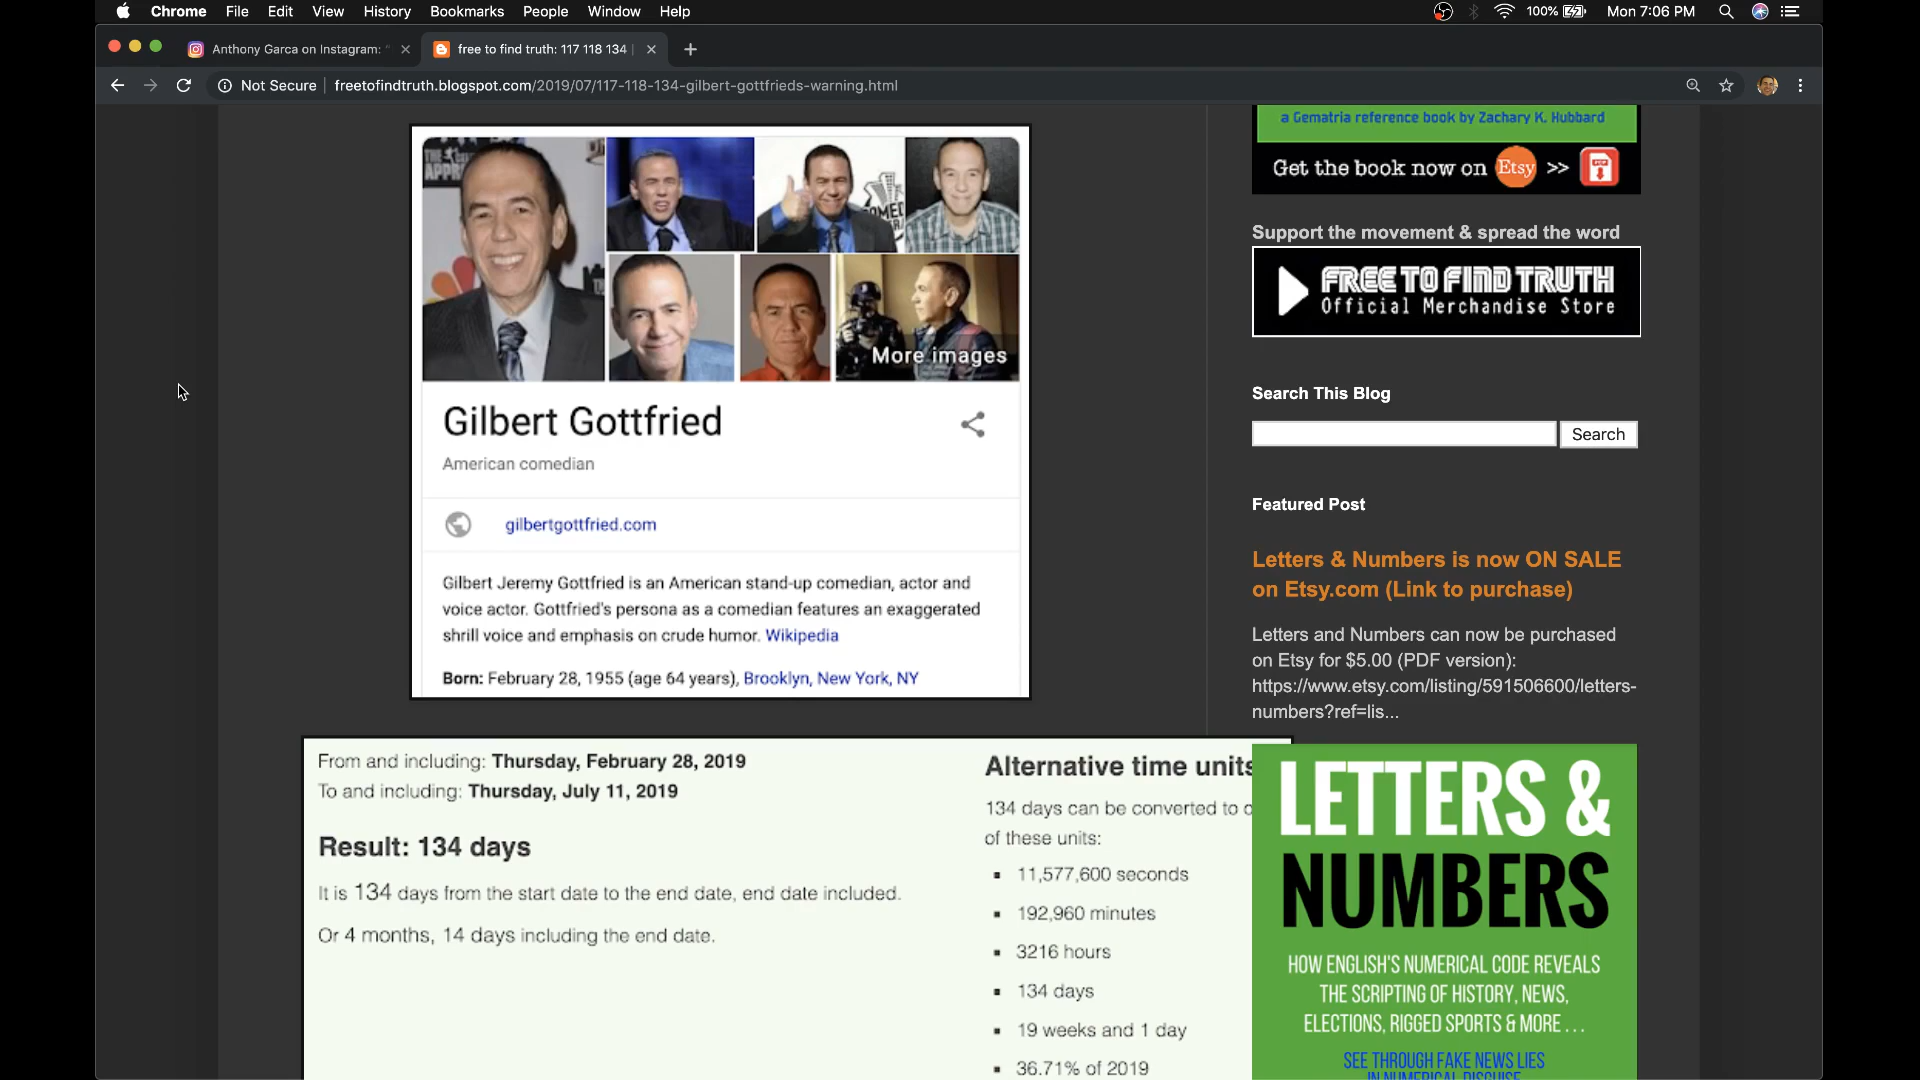 Chrome File Edit View History Bookmarks People Window Help
100% Mon 7:06 PM
Anthony Garca on Instagram: "
free to find truth: 117 118 134 |
Not Secure | freetofindtruth.blogspot.com/2019/07/117-118-134-gilbert-gottfrieds-warning.html
More images
Gilbert Gottfried
American comedian
gilbertgottfried.com
Gilbert Jeremy Gottfried is an American stand-up comedian, actor and
voice actor. Gottfried's persona as a comedian features an exaggerated
shrill voice and emphasis on crude humor. Wikipedia
Born: February 28, 1955 (age 64 years), Brooklyn, New York, NY
From and including: Thursday, February 28, 2019
To and including: Thursday, July 11, 2019
Result: 134 days
It is 134 days from the start date to the end date, end date included.
Or 4 months, 14 days including the end date.
Alternative time units
134 days can be converted to
of these units:
11,577,600 seconds
192,960 minutes
3216 hours
134 days
19 weeks and 1 day
36.71% of 2019
a Gematria reference book by Zachary K. Hubbard
Get the book now on Etsy >>
Support the movement & spread the word
FREE TO FIND TRUTH
Official Merchandise Store
Search This Blog
Search
Featured Post
Letters & Numbers is now ON SALE
on Etsy.com (Link to purchase)
Letters and Numbers can now be purchased
on Etsy for $5.00 (PDF version):
https://www.etsy.com/listing/591506600/letters-
numbers?ref=lis...
LETTERS &
NUMBERS
HOW ENGLISH'S NUMERICAL CODE REVEALS
THE SCRIPTING OF HISTORY, NEWS,
ELECTIONS, RIGGED SPORTS & MORE . . .
SEE THROUGH FAKE NEWS LIES
IN NUMERICAL DISGUISE